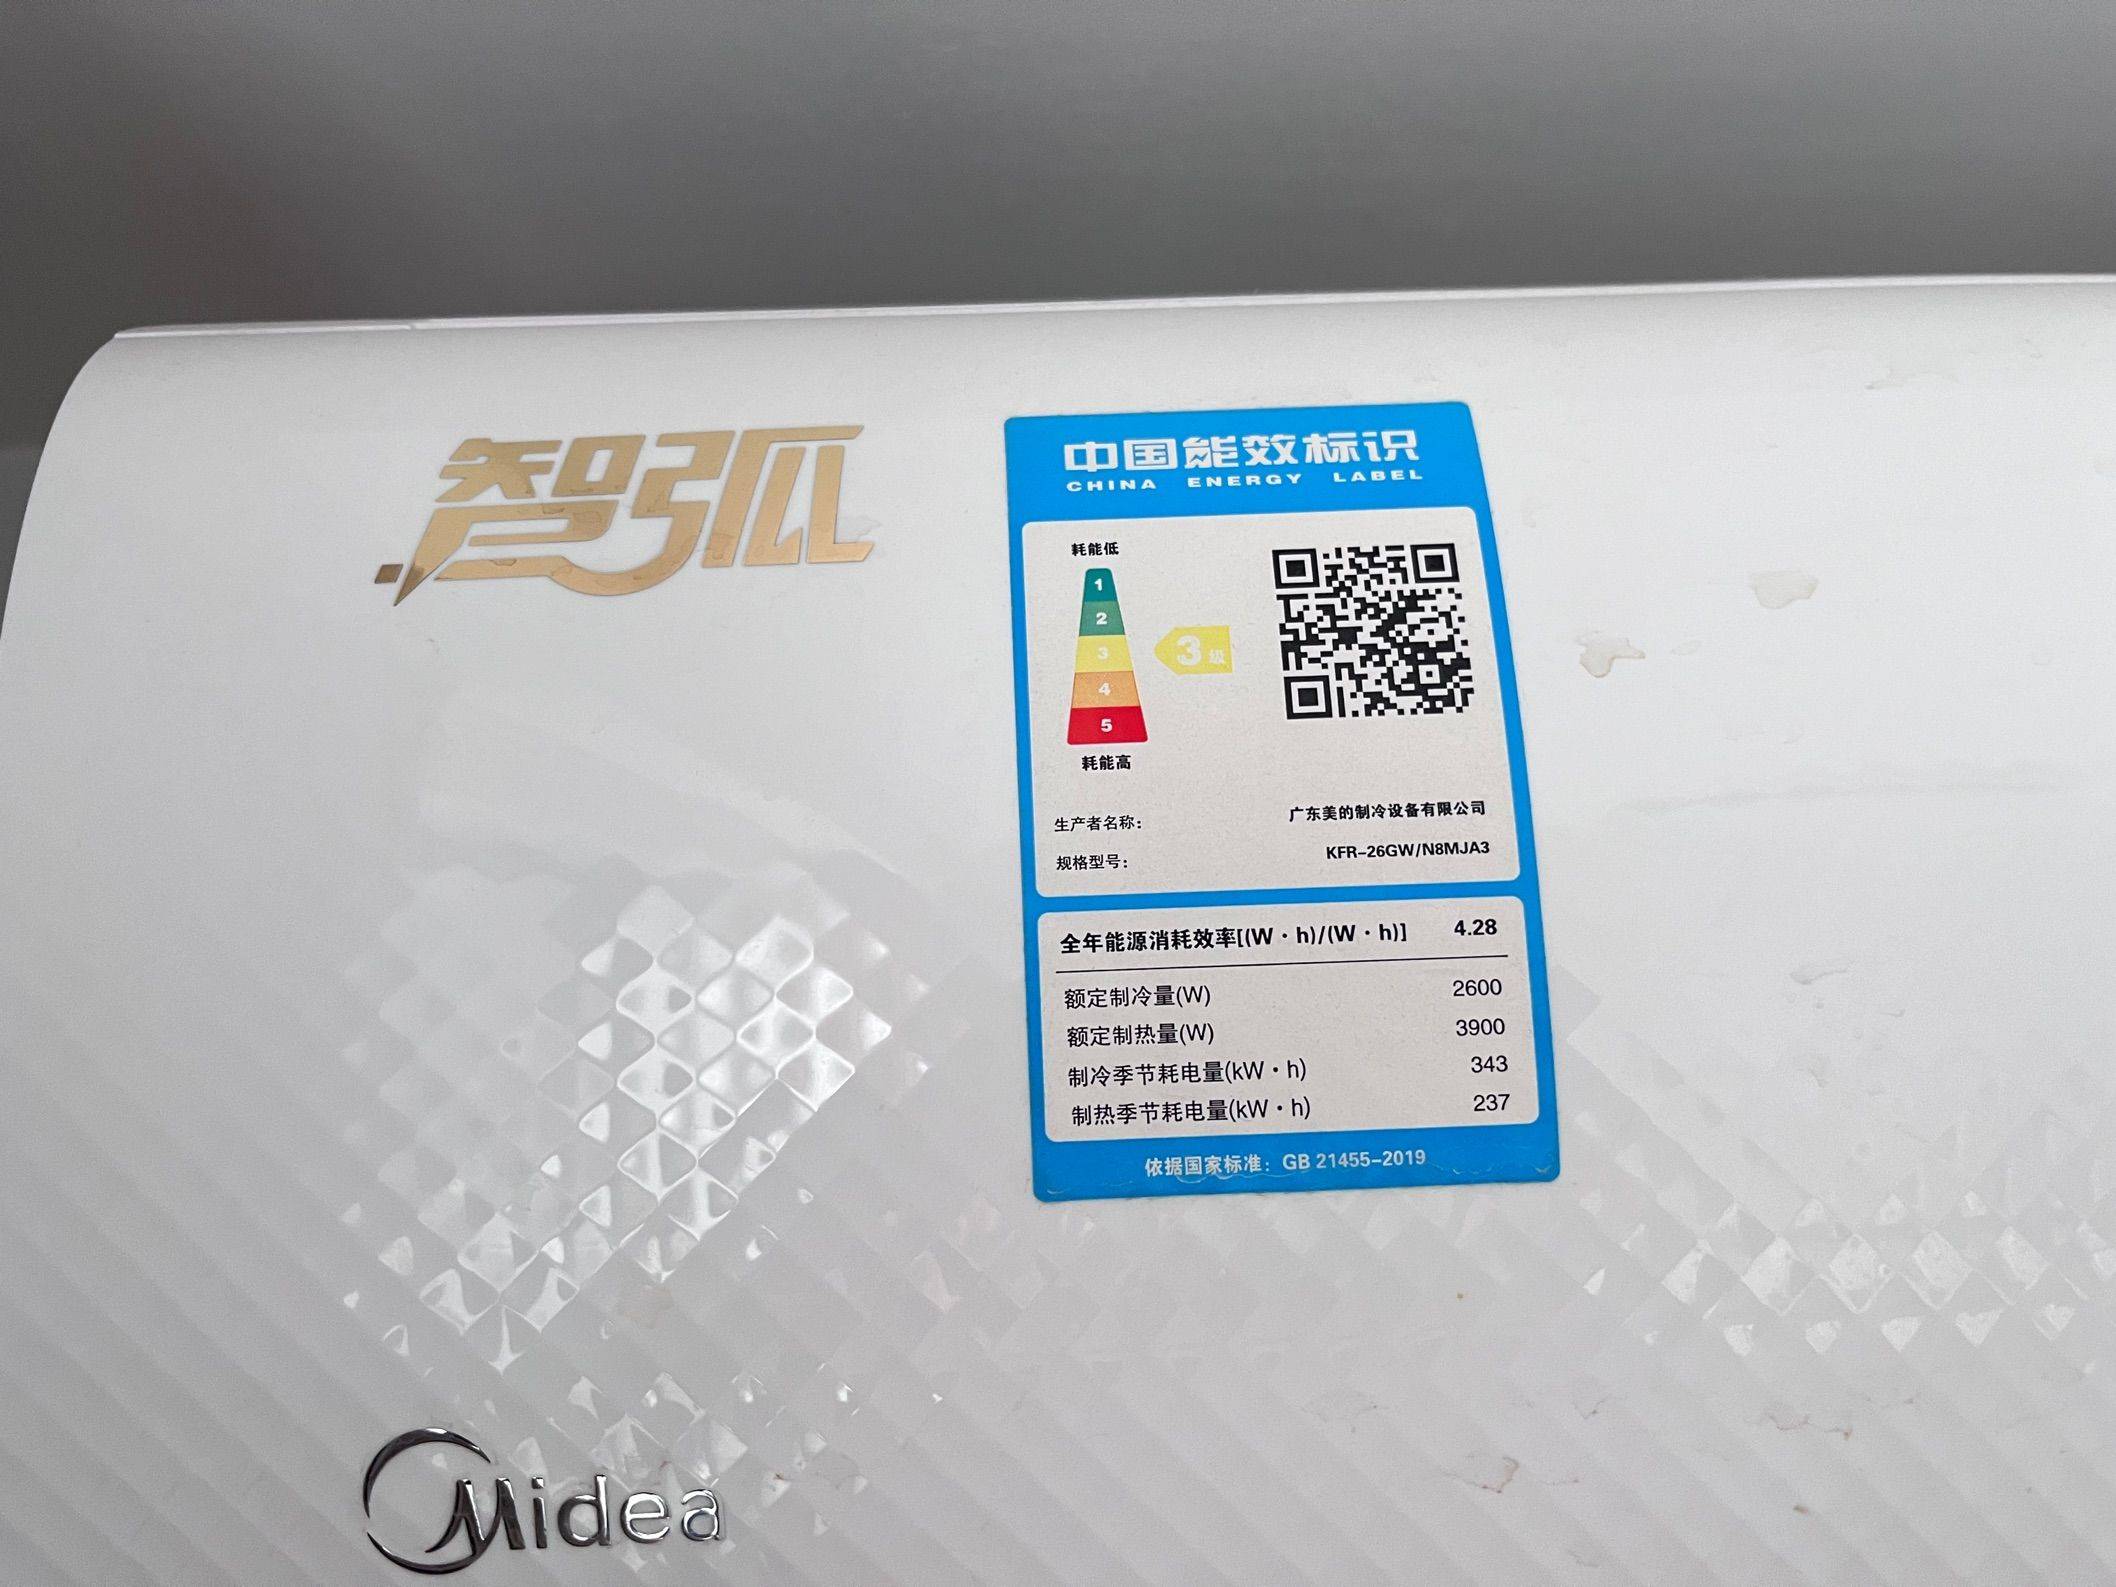 智弧
中国能效标识
CHINA ENERGY LABEL
耗能低
1
2
3
3级
4
5
耗能高
生产者名称: 广东美的制冷设备有限公司
规格型号: KFR-26GW/N8MJA3
全年能源消耗效率[(W·h)/(W·h)] 4.28
额定制冷量(W) 2600
额定制热量(W) 3900
制冷季节耗电量(kW·h) 343
制热季节耗电量(kW·h) 237
依据国家标准: GB 21455-2019
Midea